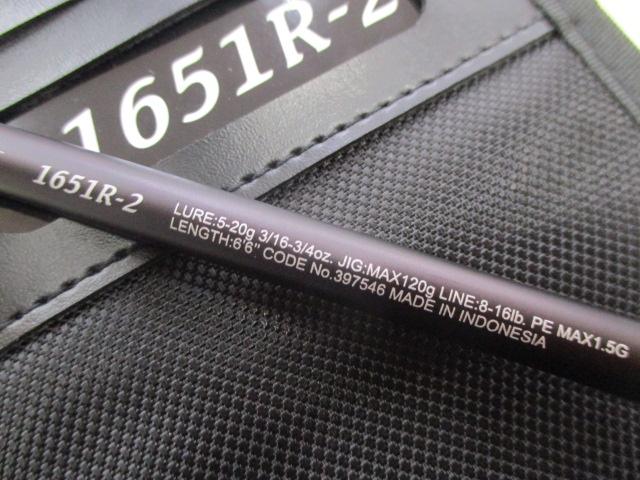 1651R-2
1651R-2
LURE:5-20g 3/16-3/4oz. JIG:MAX120g LINE:8-16lb. PE MAX1.5G
LENGTH:6'6" CODE No.397546 MADE IN INDONESIA